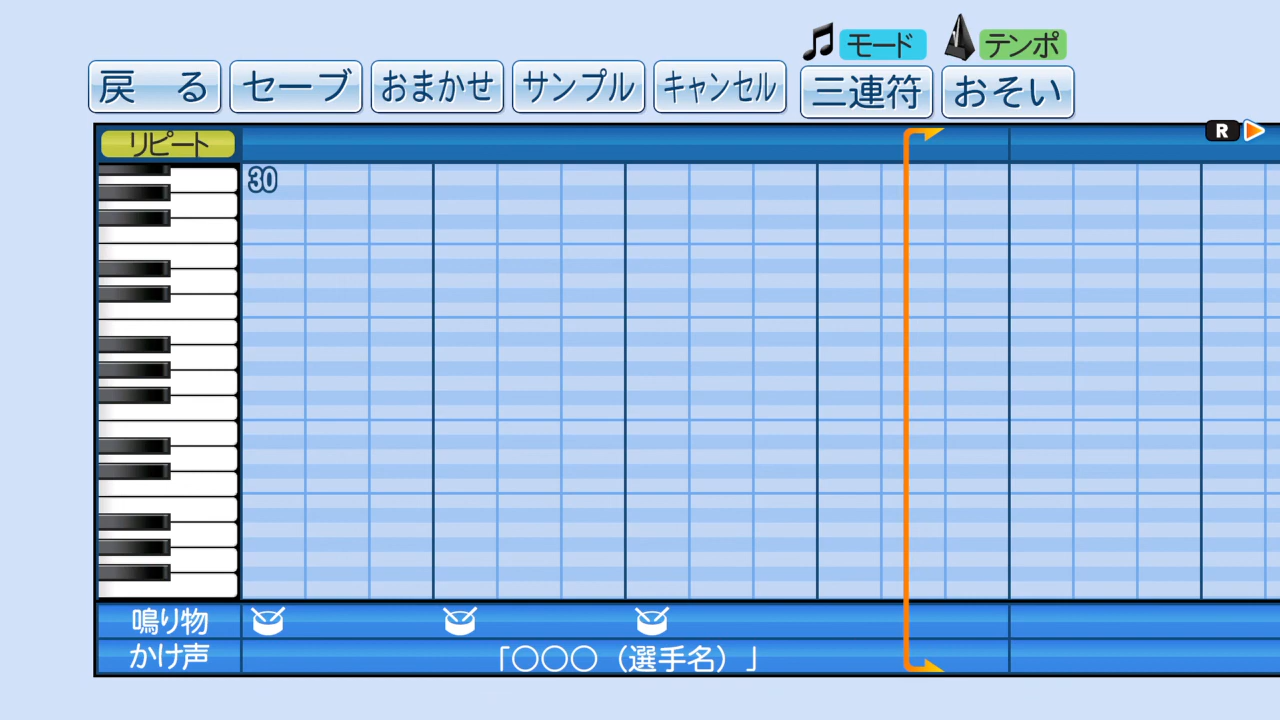 モード テンポ
戻　る セーブ おまかせ サンプル キャンセル 三連符 おそい
リピート R
30
鳴り物
かけ声 「○○○（選手名）」